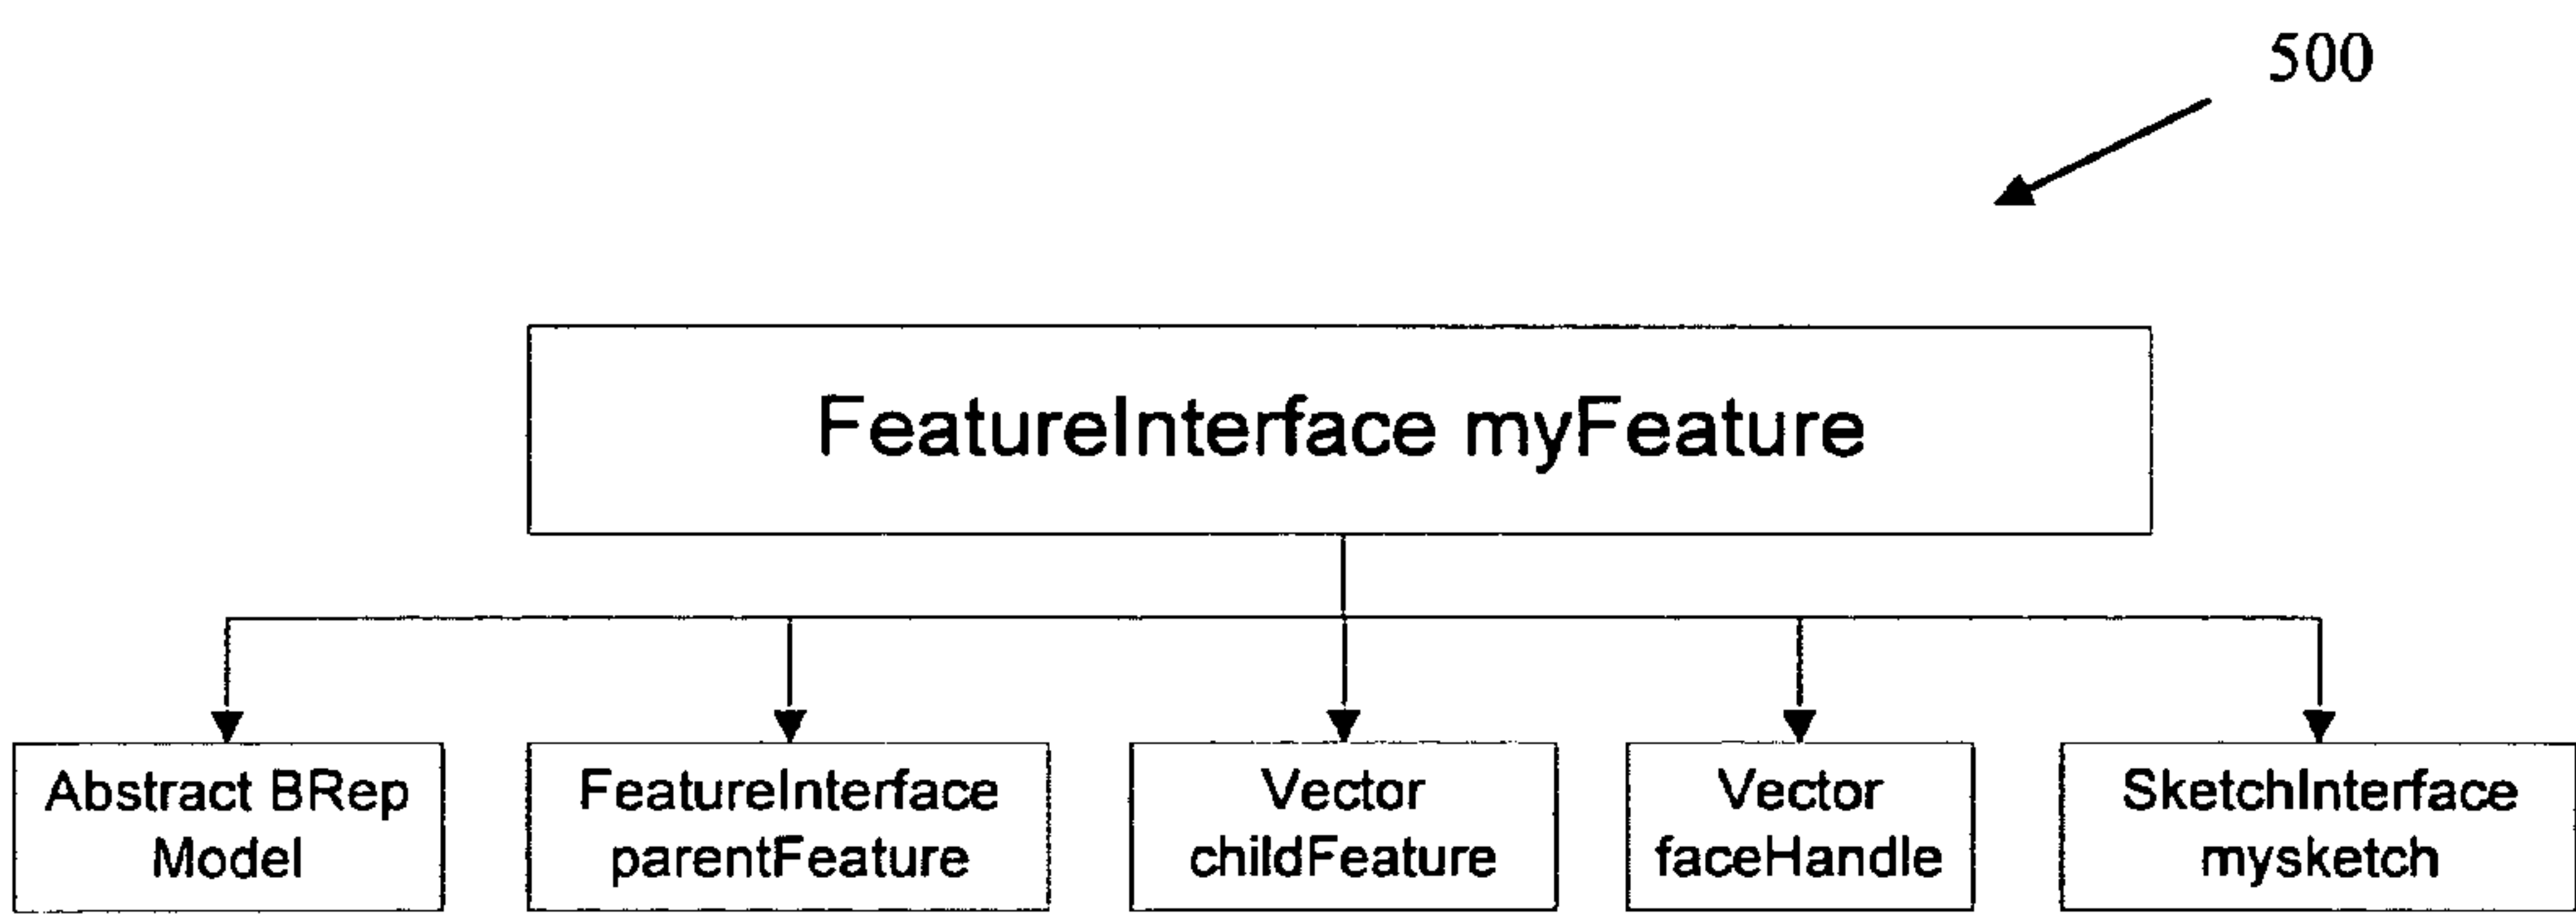 500
FeatureInterface myFeature
Abstract BRep
Model
FeatureInterface
parentFeature
Vector
childFeature
Vector
faceHandle
SketchInterface
mysketch